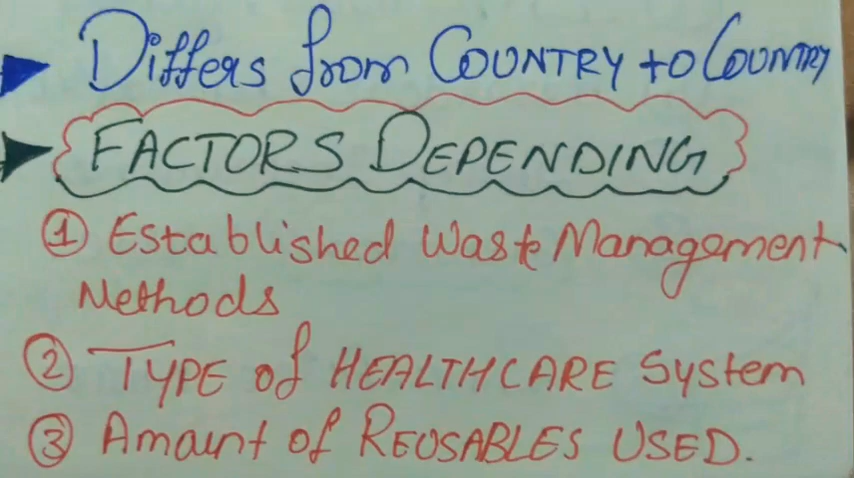 Differs from COUNTRY to COUNTRY
FACTORS DEPENDING
① Established Waste Management
Methods
② TYPE of HEALTHCARE System
③ Amount of REUSABLES USED.